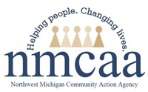 Helping people. Changing lives.
nmcaa
Northwest Michigan Community Action Agency